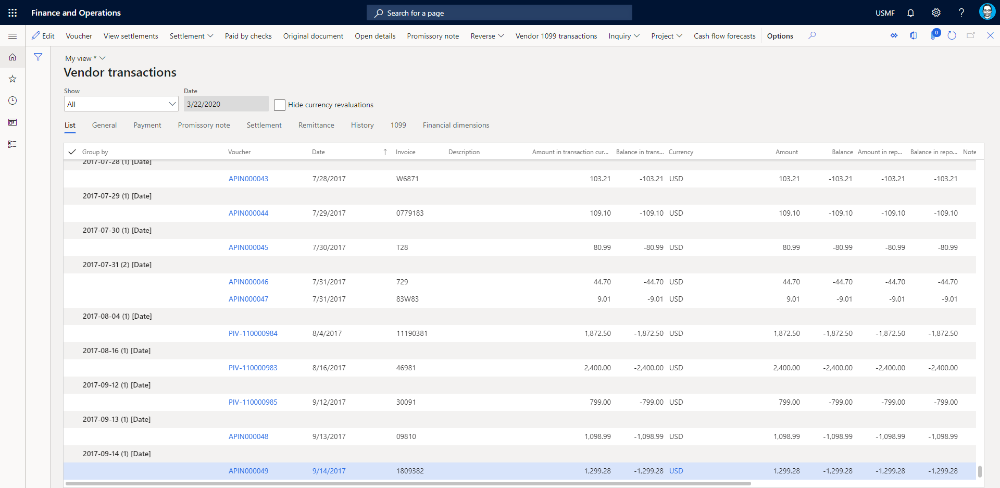 Finance and Operations
Search for a page
USMF
Edit Voucher View settlements Settlement Paid by checks Original document Open details Promissory note Reverse Vendor 1099 transactions Inquiry Project Cash flow forecasts Options 0
My view *
Vendor transactions
Show Date
All 3/22/2020 Hide currency revaluations
List General Payment Promissory note Settlement Remittance History 1099 Financial dimensions
Group by Voucher Date Invoice Description Amount in transaction cur... Balance in trans... Currency Amount Balance Amount in rep... Balance in repo... Note
2017-07-28 (1) [Date]
APIN000043 7/28/2017 W6871 103.21 -103.21 USD 103.21 -103.21 -103.21 -103.21
2017-07-29 (1) [Date]
APIN000044 7/29/2017 0779183 109.10 -109.10 USD 109.10 -109.10 -109.10 -109.10
2017-07-30 (1) [Date]
APIN000045 7/30/2017 T28 80.99 -80.99 USD 80.99 -80.99 -80.99 -80.99
2017-07-31 (2) [Date]
APIN000046 7/31/2017 729 44.70 -44.70 USD 44.70 -44.70 -44.70 -44.70
APIN000047 7/31/2017 83W83 9.01 -9.01 USD 9.01 -9.01 -9.01 -9.01
2017-08-04 (1) [Date]
PIV-110000984 8/4/2017 11190381 1,872.50 -1,872.50 USD 1,872.50 -1,872.50 -1,872.50 -1,872.50
2017-08-16 (1) [Date]
PIV-110000983 8/16/2017 46981 2,400.00 -2,400.00 USD 2,400.00 -2,400.00 -2,400.00 -2,400.00
2017-09-12 (1) [Date]
PIV-110000985 9/12/2017 30091 799.00 -799.00 USD 799.00 -799.00 -799.00 -799.00
2017-09-13 (1) [Date]
APIN000048 9/13/2017 09810 1,098.99 -1,098.99 USD 1,098.99 -1,098.99 -1,098.99 -1,098.99
2017-09-14 (1) [Date]
APIN000049 9/14/2017 1809382 1,299.28 -1,299.28 USD 1,299.28 -1,299.28 -1,299.28 -1,299.28